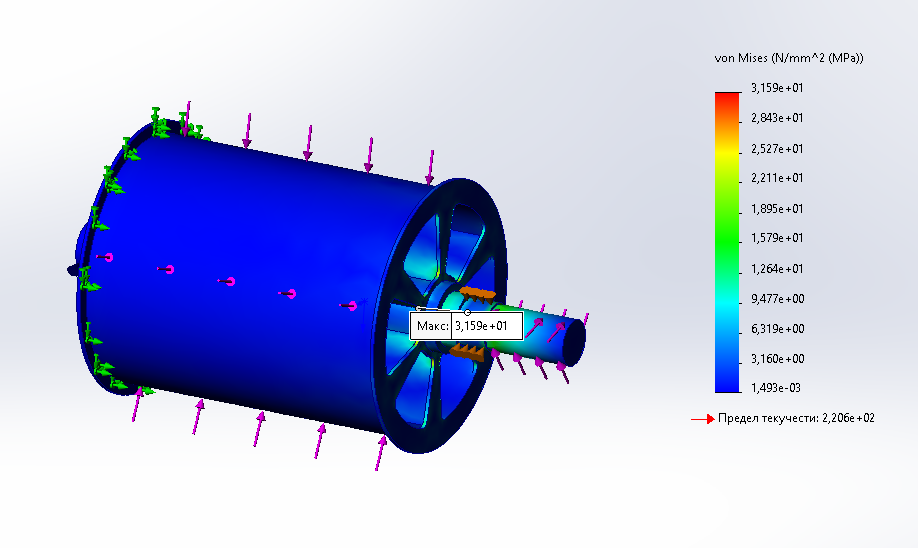 von Mises (N/mm^2 (MPa))
3,159e+01
2,843e+01
2,527e+01
2,211e+01
1,895e+01
1,579e+01
1,264e+01
9,477e+00
6,319e+00
3,160e+00
1,493e-03
Предел текучести: 2,206e+02
Макс: 3,159e+01